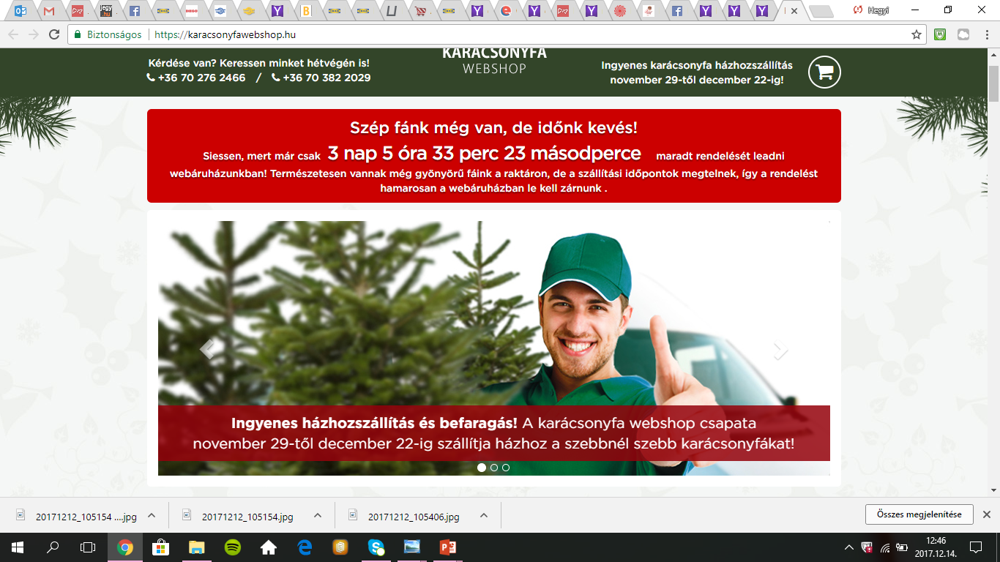 Hegyi
Biztonságos
https://karacsonyfawebshop.hu
Kérdése van? Keressen minket hétvégén is!
+36 70 276 2466 / +36 70 382 2029
KARÁCSONYFA
WEBSHOP
Ingyenes karácsonyfa házhozszállítás
november 29-től december 22-ig!
Szép fánk még van, de időnk kevés!
Siessen, mert már csak 3 nap 5 óra 33 perc 23 másodperce maradt rendelését leadni
webáruházunkban! Természetesen vannak még gyönyörű fáink a raktáron, de a szállítási időpontok megtelnek, így a rendelést
hamarosan a webáruházban le kell zárnunk .
Ingyenes házhozszállítás és befaragás! A karácsonyfa webshop csapata
november 29-től december 22-ig szállítja házhoz a szebbnél szebb karácsonyfákat!
20171212_105154 ....jpg
20171212_105154.jpg
20171212_105406.jpg
Összes megjelenítése
12:46
2017.12.14.